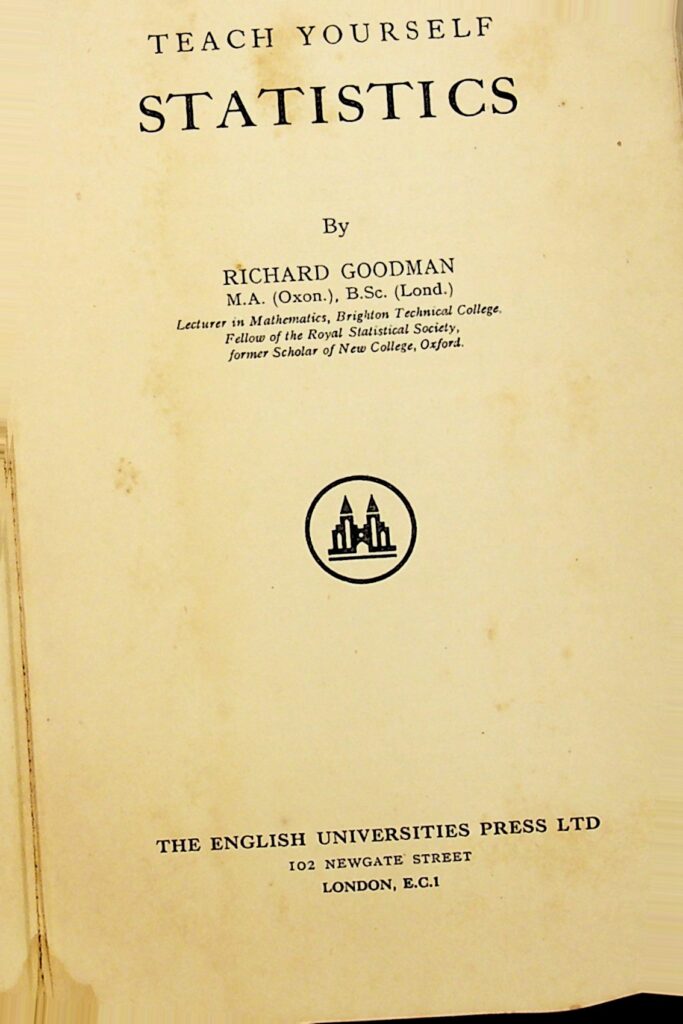 TEACH YOURSELF
STATISTICS
By
RICHARD GOODMAN
M.A. (Oxon.), B.Sc. (Lond.)
Lecturer in Mathematics, Brighton Technical College,
Fellow of the Royal Statistical Society,
former Scholar of New College, Oxford.
THE ENGLISH UNIVERSITIES PRESS LTD
102 NEWGATE STREET
LONDON, E.C.1